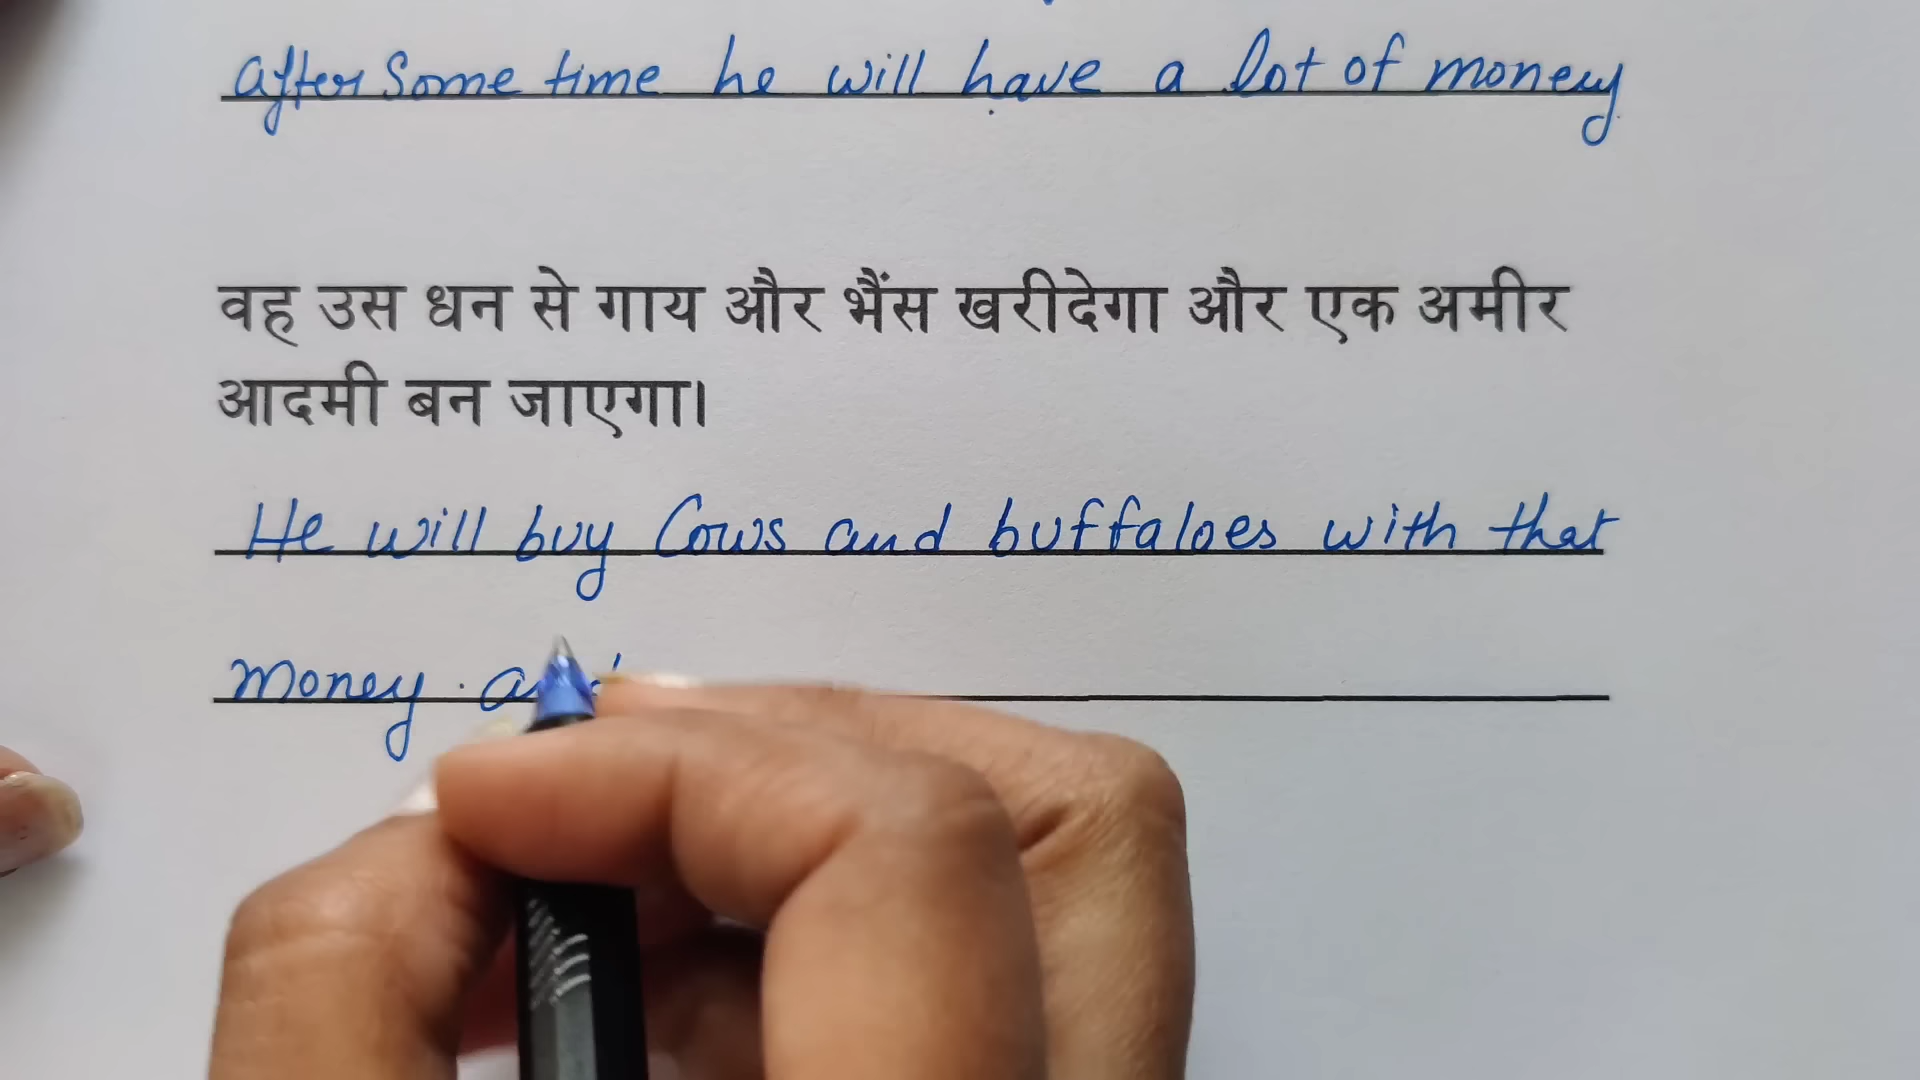 After some time he will have a lot of money
वह उस धन से गाय और भैंस खरीदेगा और एक अमीर
आदमी बन जाएगा।
He will buy Cows and buffaloes with that
money